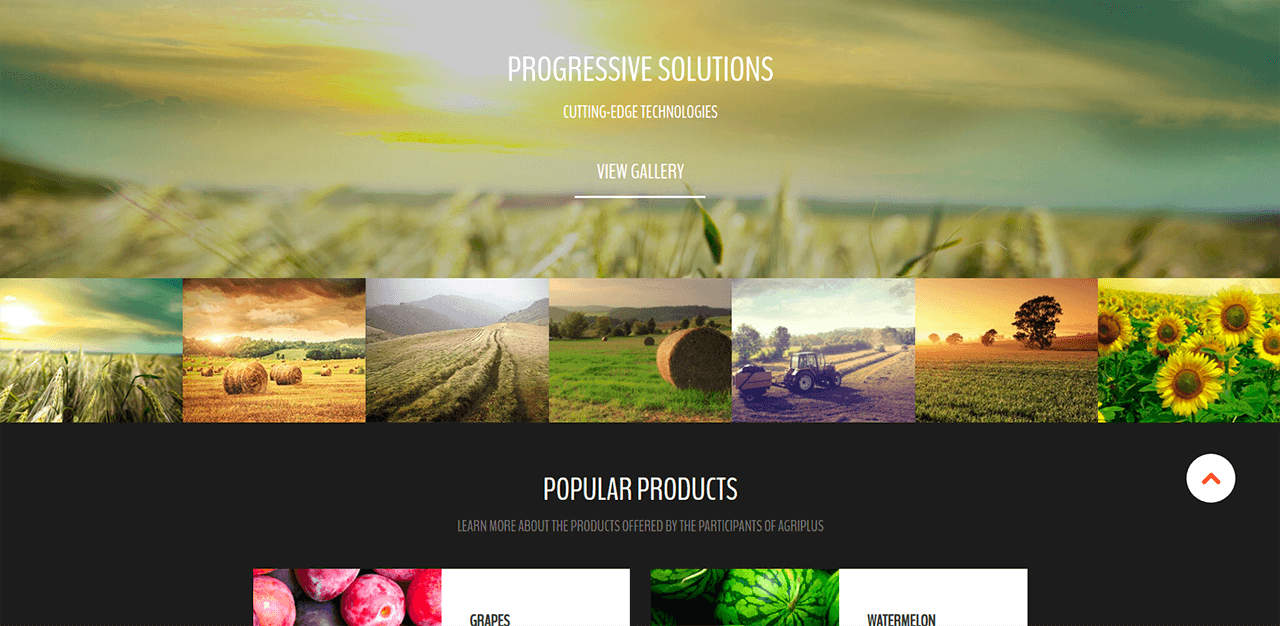 PROGRESSIVE SOLUTIONS
CUTTING-EDGE TECHNOLOGIES
VIEW GALLERY
POPULAR PRODUCTS
LEARN MORE ABOUT THE PRODUCTS OFFERED BY THE PARTICIPANTS OF AGRIPLUS
GRAPES
WATERMELON